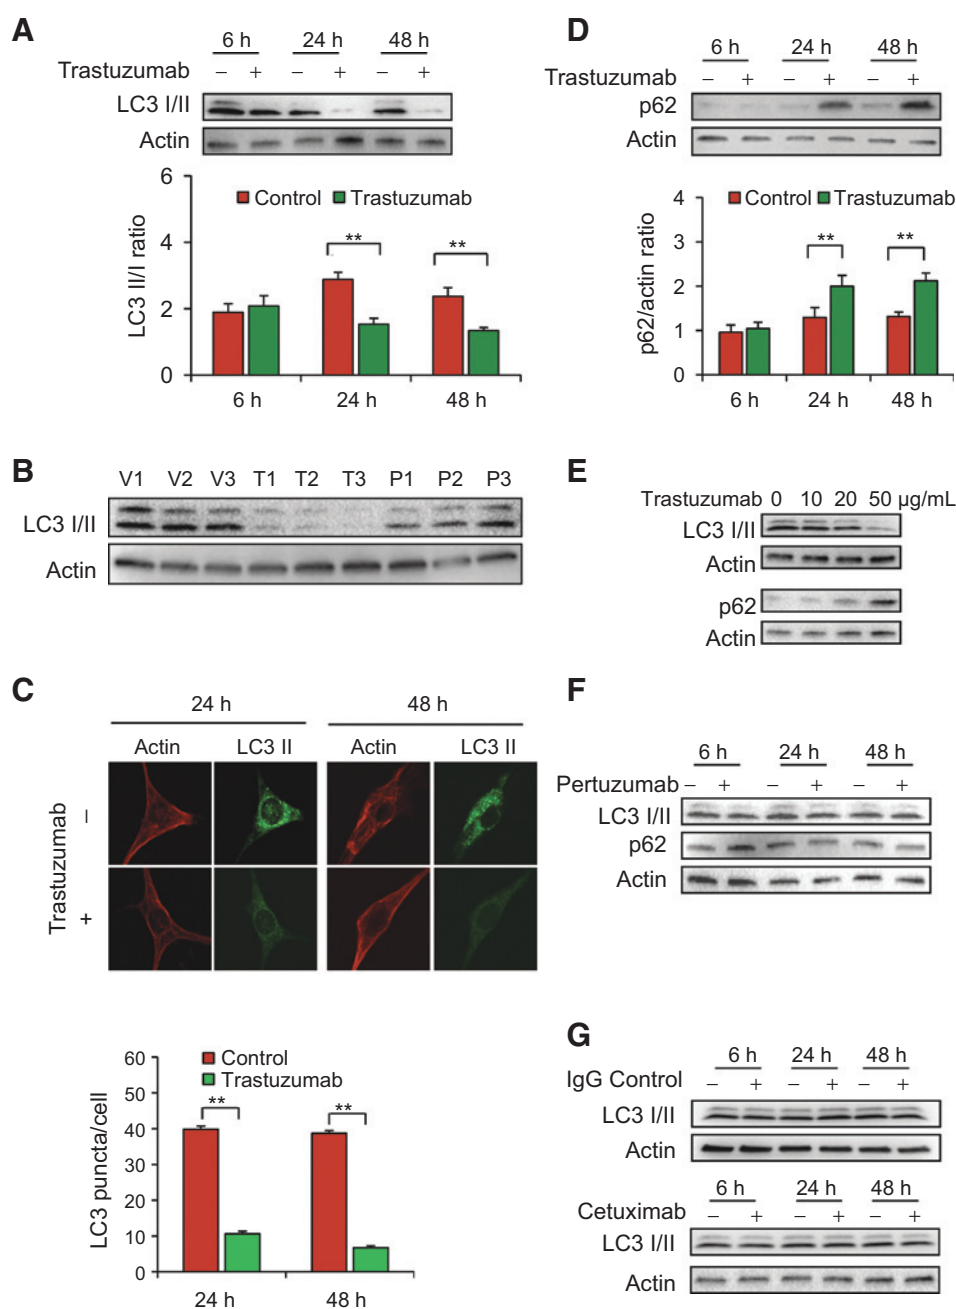 A
6 h 24 h 48 h
Trastuzumab – + – + – +
LC3 I/II
Actin
6
4
2
0
LC3 II/I ratio
Control Trastuzumab
** **
6 h 24 h 48 h
B
V1 V2 V3 T1 T2 T3 P1 P2 P3
LC3 I/II
Actin
C
24 h 48 h
Actin LC3 II Actin LC3 II
Trastuzumab
–
+
60
50
40
30
20
10
0
LC3 puncta/cell
Control
Trastuzumab
** **
24 h 48 h
D
6 h 24 h 48 h
Trastuzumab – + – + – +
p62
Actin
4
3
2
1
0
p62/actin ratio
Control Trastuzumab
** **
6 h 24 h 48 h
E
Trastuzumab 0 10 20 50 µg/mL
LC3 I/II
Actin
p62
Actin
F
6 h 24 h 48 h
Pertuzumab – + – + – +
LC3 I/II
p62
Actin
G
6 h 24 h 48 h
IgG Control – + – + – +
LC3 I/II
Actin
6 h 24 h 48 h
Cetuximab – + – + – +
LC3 I/II
Actin